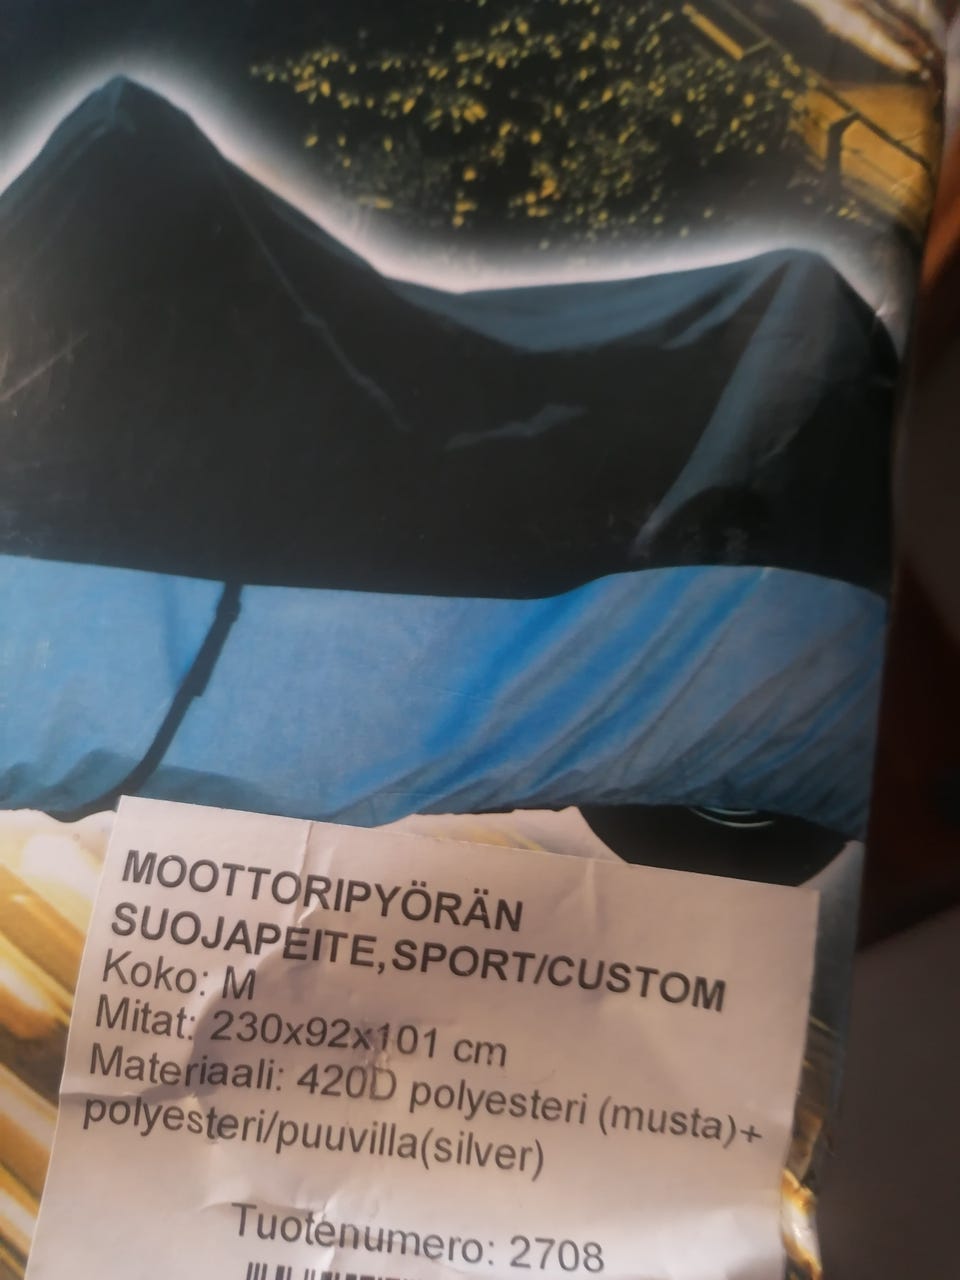 MOOTTORIPYÖRÄN
SUOJAPEITE,SPORT/CUSTOM
Koko: M
Mitat: 230x92x101 cm
Materiaali: 420D polyesteri (musta)+
polyesteri/puuvilla(silver)
Tuotenumero: 2708